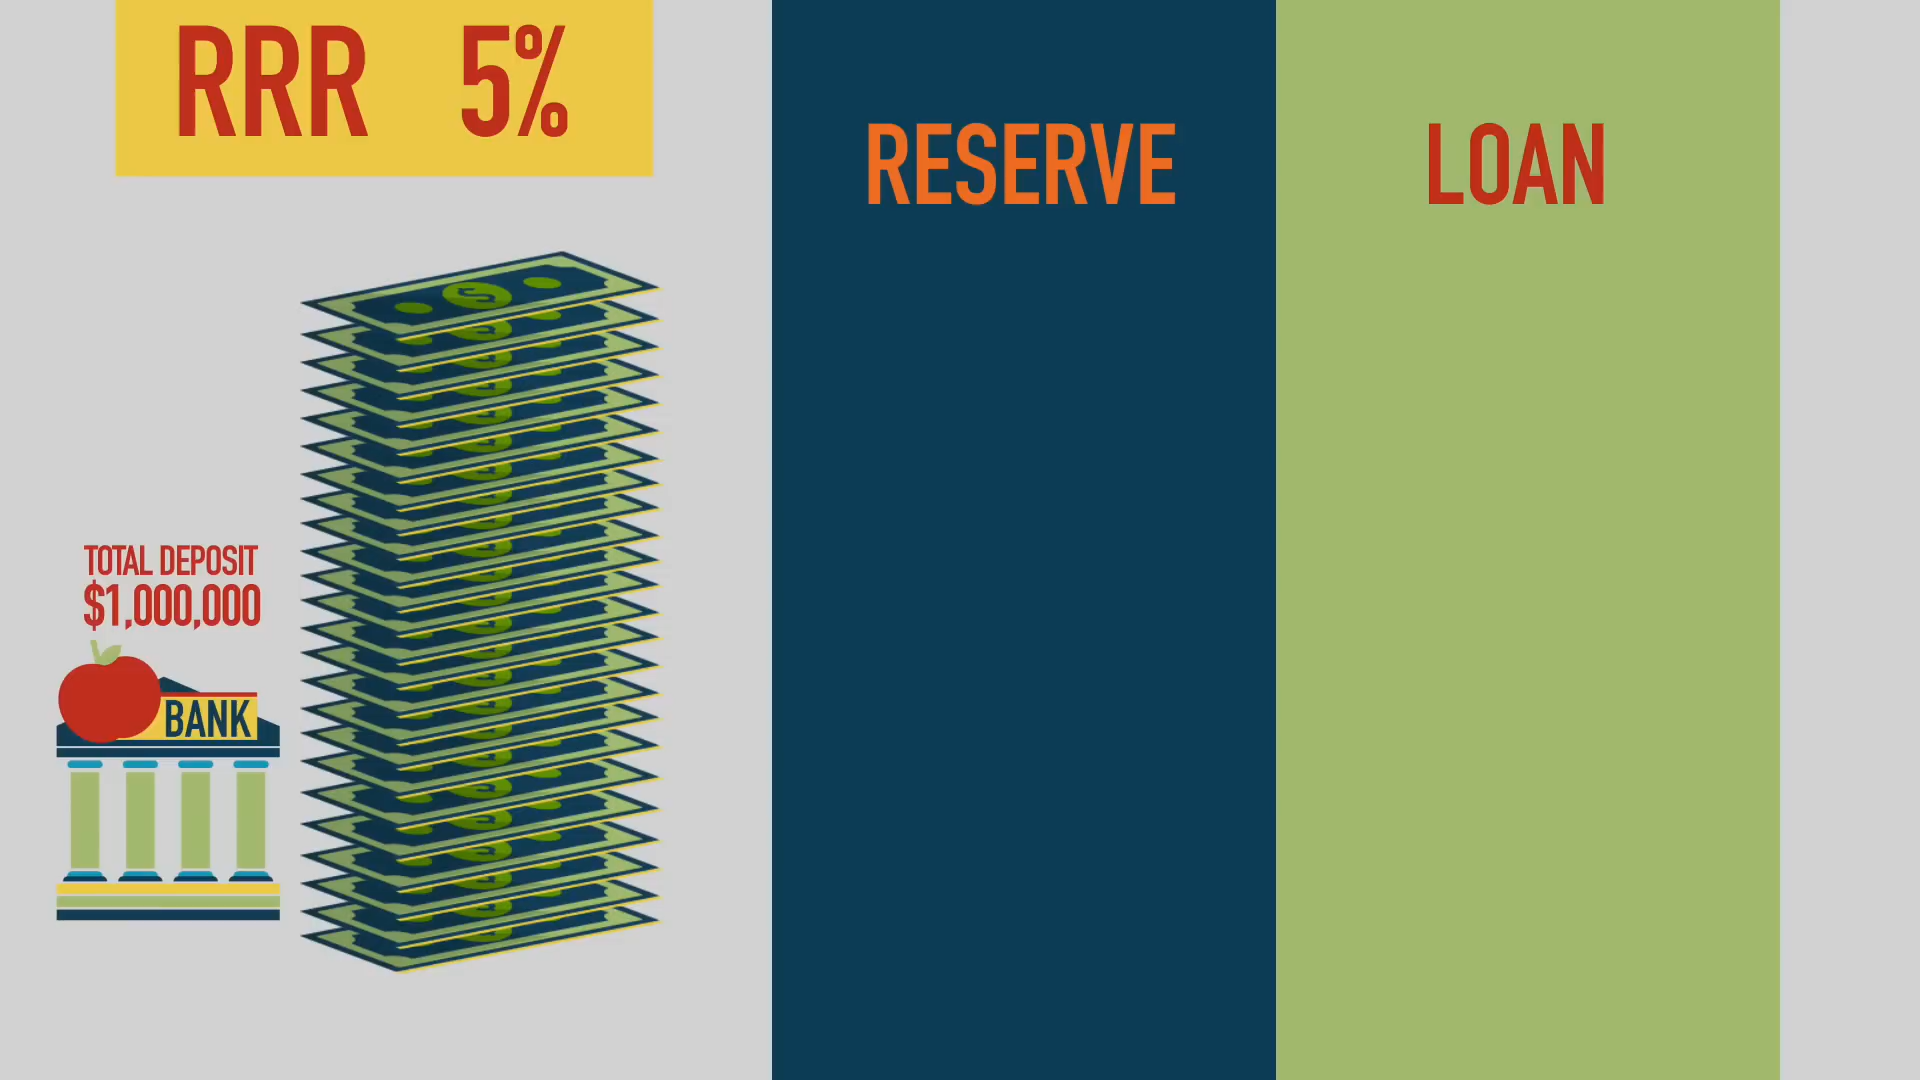 RRR 5%
RESERVE
LOAN
TOTAL DEPOSIT
$1,000,000
BANK